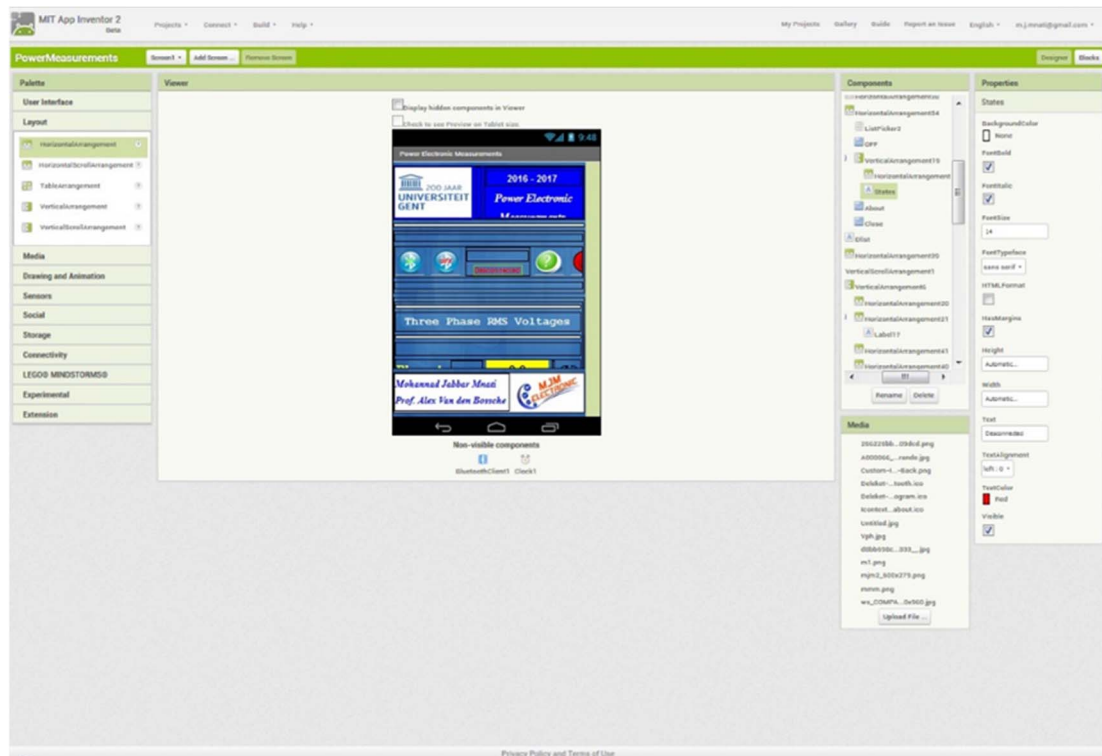 MIT App Inventor 2
Beta
Projects Connect Build Help
My Projects Gallery Guide Report an Issue English m.j.mnati@gmail.com
PowerMeasurements
Screen1 Add Screen ... Remove Screen
Designer Blocks
Palette
User Interface
Layout
HorizontalArrangement
HorizontalScrollArrangement
TableArrangement
VerticalArrangement
VerticalScrollArrangement
Media
Drawing and Animation
Sensors
Social
Storage
Connectivity
LEGO® MINDSTORMS®
Experimental
Extension
Viewer
Display hidden components in Viewer
Check to see Preview on Tablet size.
9:48
Power Electronic Measurements
200 JAAR
UNIVERSITEIT
GENT
2016 - 2017
Power Electronic
Measurements
Three Phase RMS Voltages
Mohannad Jabbar Mnati
Prof. Alex Van den Bossche
MJM
ELECTRONIC
Non-visible components
BluetoothClient1 Clock1
Components
HorizontalArrangement54
ListPicker2
OFF
VerticalArrangement19
HorizontalArrangement
States
About
Close
VerticalScrollArrangement1
VerticalArrangement6
HorizontalArrangement20
HorizontalArrangement21
Label17
HorizontalArrangement41
HorizontalArrangement40
Rename Delete
Media
Custom-I...-Back.png
Untitled.jpg
Vph.jpg
m1.png
mjm2_600x279.png
Upload File ...
Properties
States
BackgroundColor
None
FontBold
FontItalic
FontSize
14
FontTypeface
sans serif
HTMLFormat
HasMargins
Height
Automatic...
Width
Automatic...
Text
TextAlignment
left : 0
TextColor
Red
Visible
Privacy Policy and Terms of Use